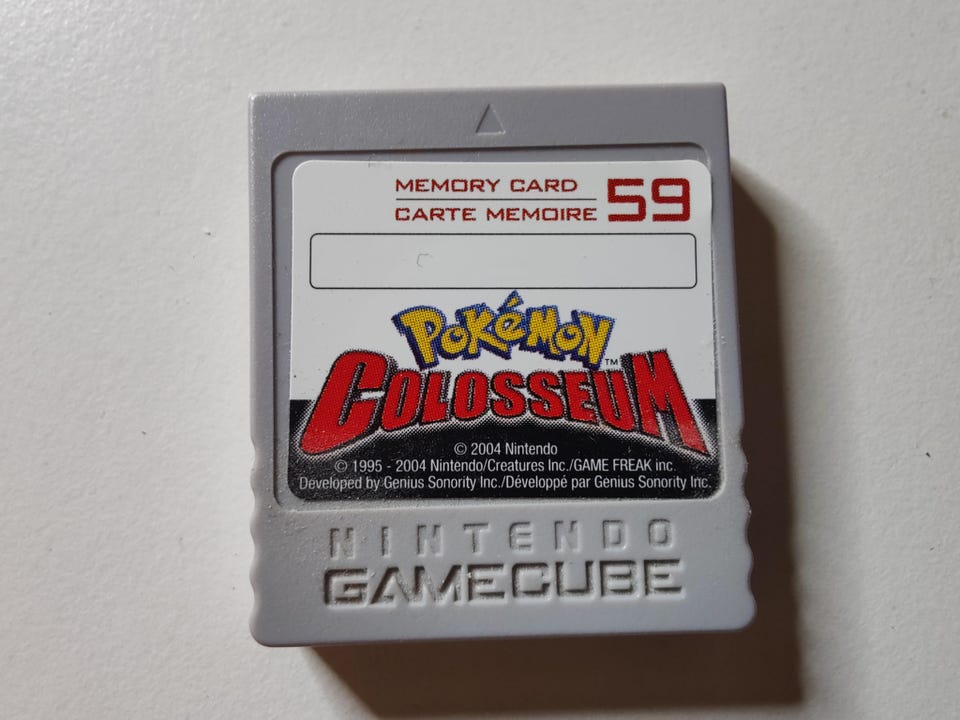 MEMORY CARD
CARTE MEMOIRE 59
POKéMON ™
COLOSSEUM
© 2004 Nintendo
© 1995 - 2004 Nintendo/Creatures Inc./GAME FREAK inc.
Developed by Genius Sonority Inc./Développé par Genius Sonority Inc.
NINTENDO
GAMECUBE